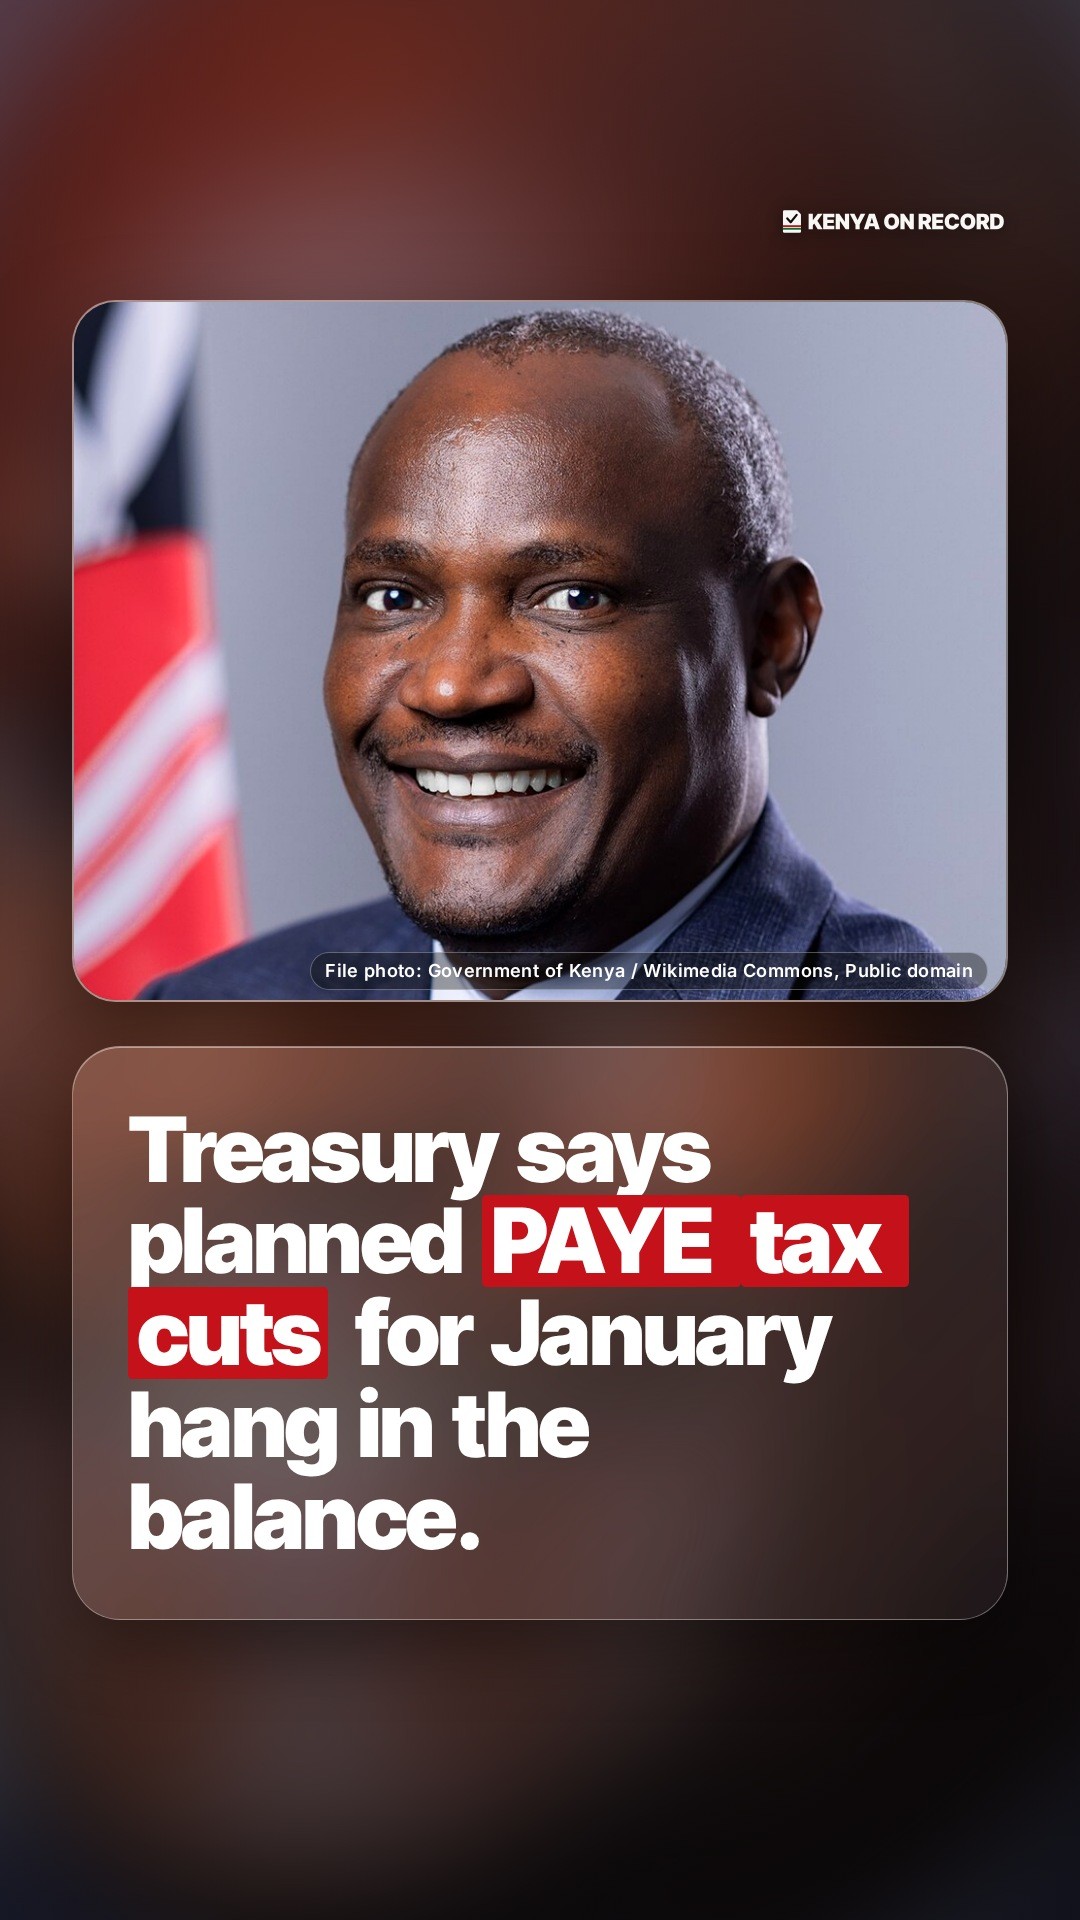 KENYA ON RECORD
File photo: Government of Kenya / Wikimedia Commons, Public domain
Treasury says
planned PAYE tax
cuts for January
hang in the
balance.